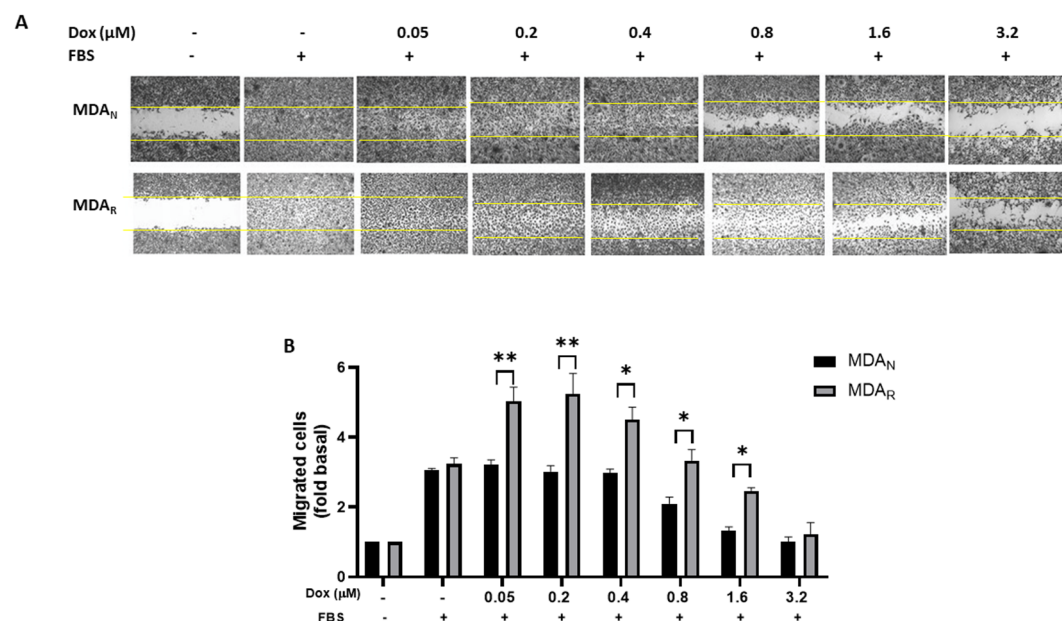 A
Dox (μM) - - 0.05 0.2 0.4 0.8 1.6 3.2
FBS - + + + + + + +
MDAN
MDAR
B
** ** * * *
MDAN
MDAR
Migrated cells
(fold basal)
6
4
2
0
Dox (μM) - - 0.05 0.2 0.4 0.8 1.6 3.2
FBS - + + + + + + +